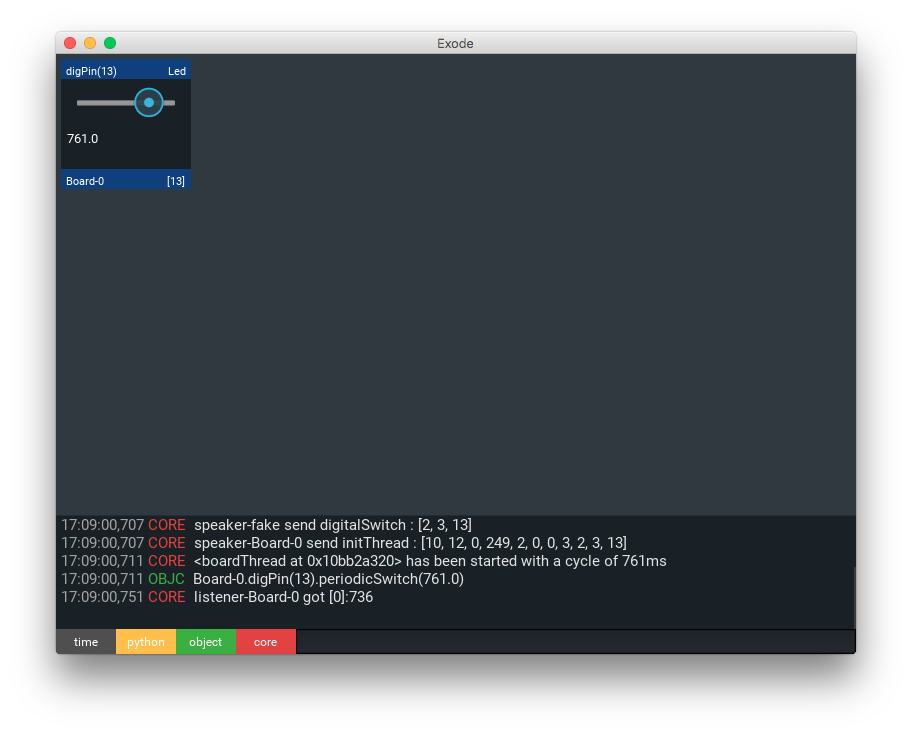 Exode
digPin(13) Led
761.0
Board-0 [13]
17:09:00,707 CORE speaker-fake send digitalSwitch : [2, 3, 13]
17:09:00,707 CORE speaker-Board-0 send initThread : [10, 12, 0, 249, 2, 0, 0, 3, 2, 3, 13]
17:09:00,711 CORE <boardThread at 0x10bb2a320> has been started with a cycle of 761ms
17:09:00,711 OBJC Board-0.digPin(13).periodicSwitch(761.0)
17:09:00,751 CORE listener-Board-0 got [0]:736
time python object core